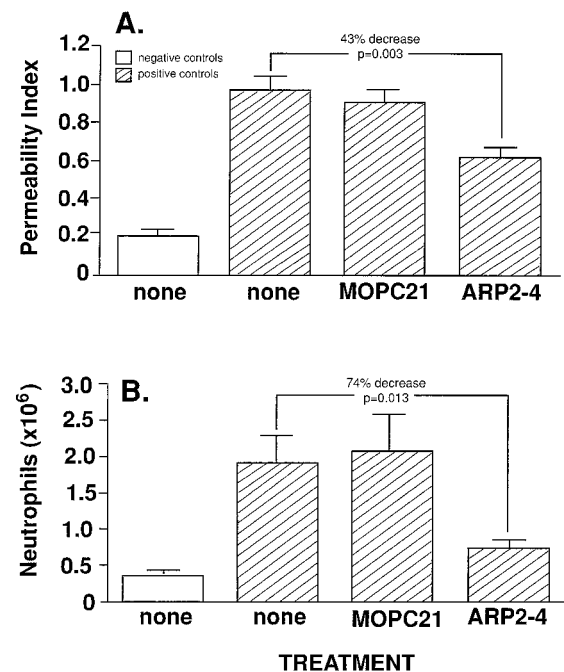 A.
negative controls
positive controls
43% decrease
p=0.003
Permeability Index
1.2
1.0
0.8
0.6
0.4
0.2
0
none none MOPC21 ARP2-4
B.
74% decrease
p=0.013
Neutrophils (x10⁶)
3.0
2.5
2.0
1.5
1.0
0.5
0
none none MOPC21 ARP2-4
TREATMENT